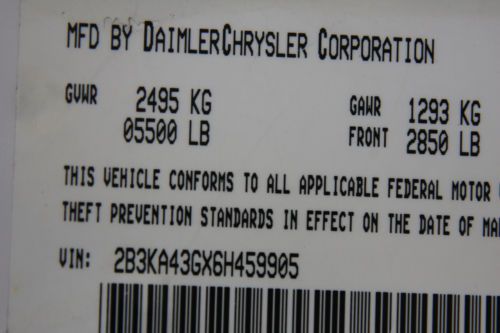 MFD BY DAIMLERCHRYSLER CORPORATION
GVWR 2495 KG GAWR 1293 KG
05500 LB FRONT 2850 LB
THIS VEHICLE CONFORMS TO ALL APPLICABLE FEDERAL MOTOR
THEFT PREVENTION STANDARDS IN EFFECT ON THE DATE OF MA
VIN: 2B3KA43GX6H459905